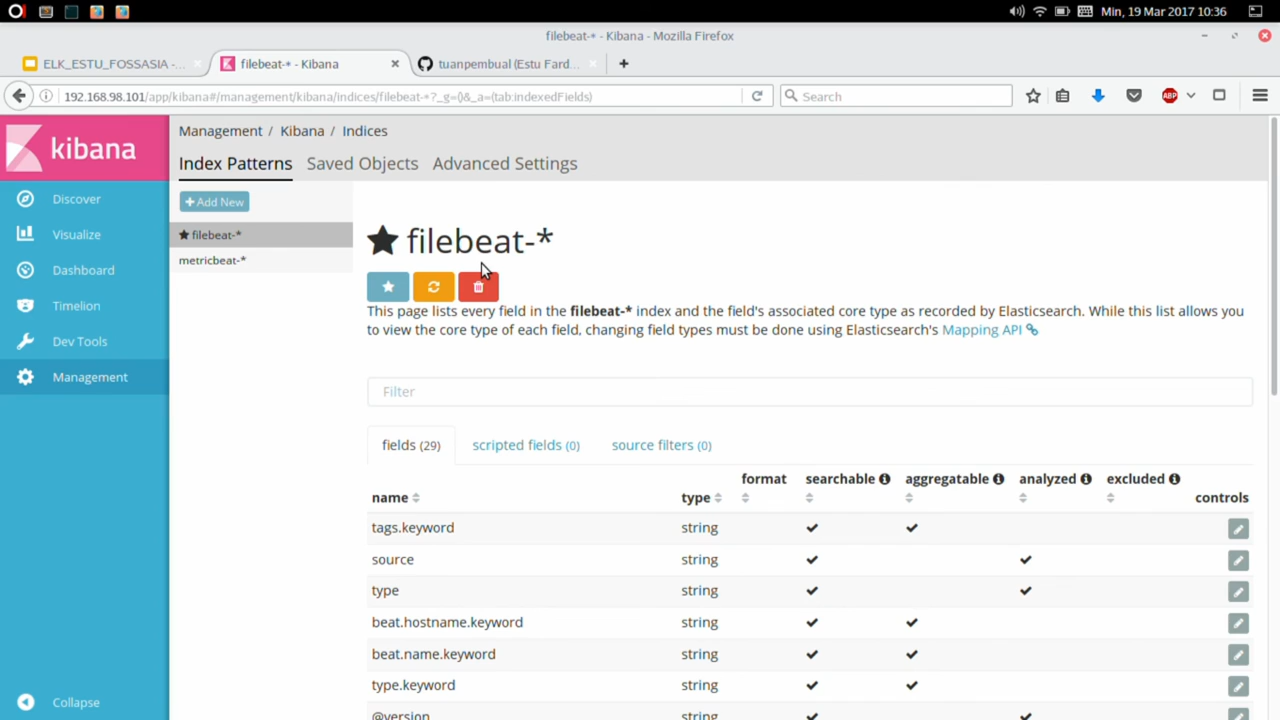 Min, 19 Mar 2017 10:36
filebeat-* - Kibana - Mozilla Firefox
ELK_ESTU_FOSSASIA -...
filebeat-* - Kibana
tuanpembual (Estu Fard...
192.168.98.101/app/kibana#/management/kibana/indices/filebeat-*?_g=()&_a=(tab:indexedFields)
Search
ABP
kibana
Discover
Visualize
Dashboard
Timelion
Dev Tools
Management
Collapse
Management / Kibana / Indices
Index Patterns Saved Objects Advanced Settings
+ Add New
filebeat-*
metricbeat-*
filebeat-*
This page lists every field in the filebeat-* index and the field's associated core type as recorded by Elasticsearch. While this list allows you
to view the core type of each field, changing field types must be done using Elasticsearch's Mapping API
Filter
fields (29) scripted fields (0) source filters (0)
name type format searchable aggregatable analyzed excluded controls
tags.keyword string
source string
type string
beat.hostname.keyword string
beat.name.keyword string
type.keyword string
@version string